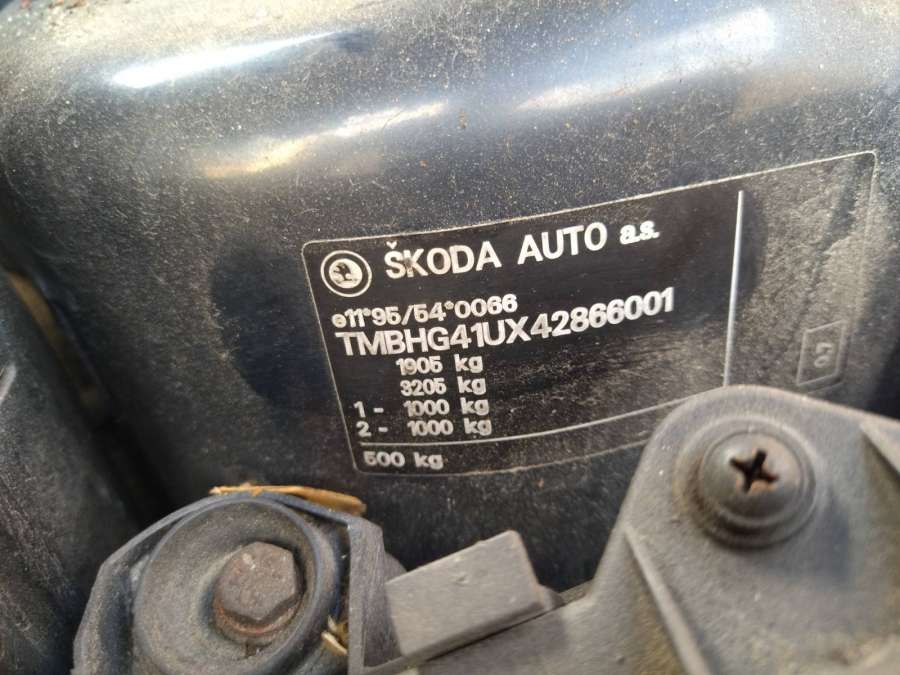 ŠKODA AUTO a.s.
e11*95/54*0066
TMBHG41UX42866001
1905 kg
3205 kg
1 - 1000 kg
2 - 1000 kg
500 kg